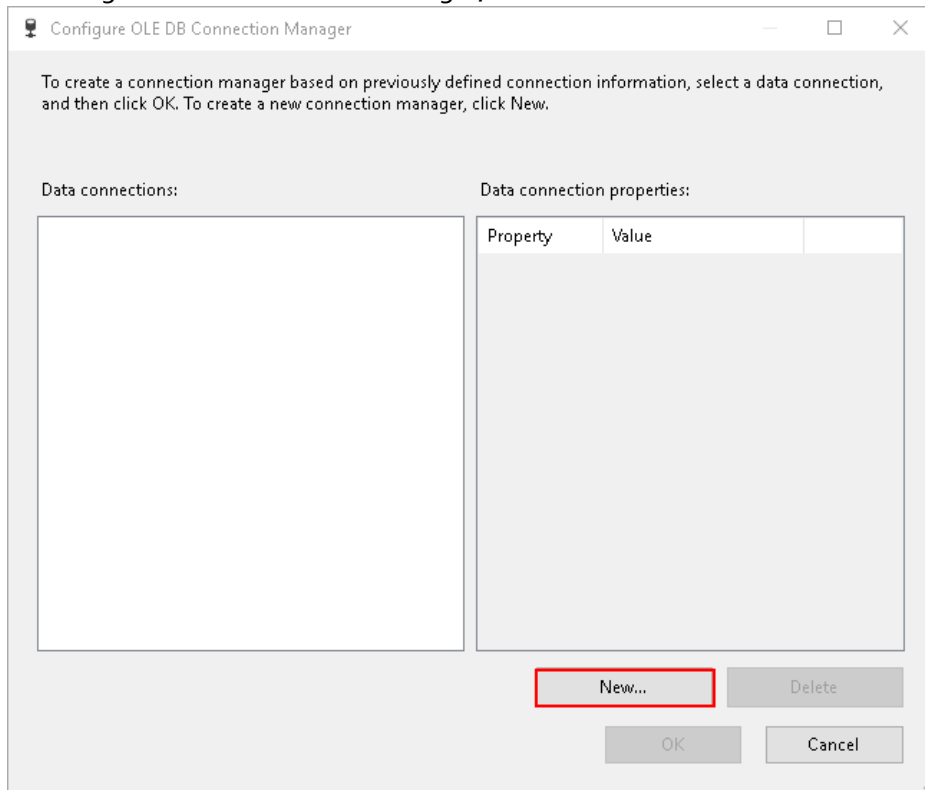 Configure OLE DB Connection Manager
To create a connection manager based on previously defined connection information, select a data connection,
and then click OK. To create a new connection manager, click New.
Data connections:
Data connection properties:
Property
Value
New...
Delete
OK
Cancel